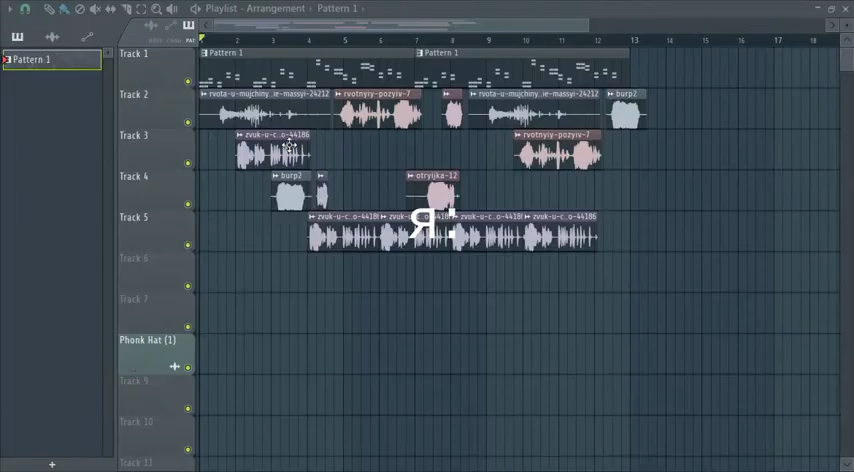 Playlist - Arrangement › Pattern 1 ›
2 3 4 5 6 7 8 9 10 11 12 13 14 15 16 17 18
Pattern 1
Track 1
Pattern 1
Pattern 1
Track 2
rvota-u-mujchiny ..ie-massyi-24212
rvotnyiy-pozyiv-7
rvota-u-mujchiny ..ie-massyi-24212
burp2
Track 3
zvuk-u-c..o-44186
rvotnyiy-pozyiv-7
Track 4
burp2
otryijka-12
Track 5
zvuk-u-c..o-44186
zvuk-u-c..o-44186
zvuk-u-c..o-44186
zvuk-u-c..o-44186
Я:
Track 6
Track 7
Phonk Hat (1)
Track 9
Track 10
Track 11